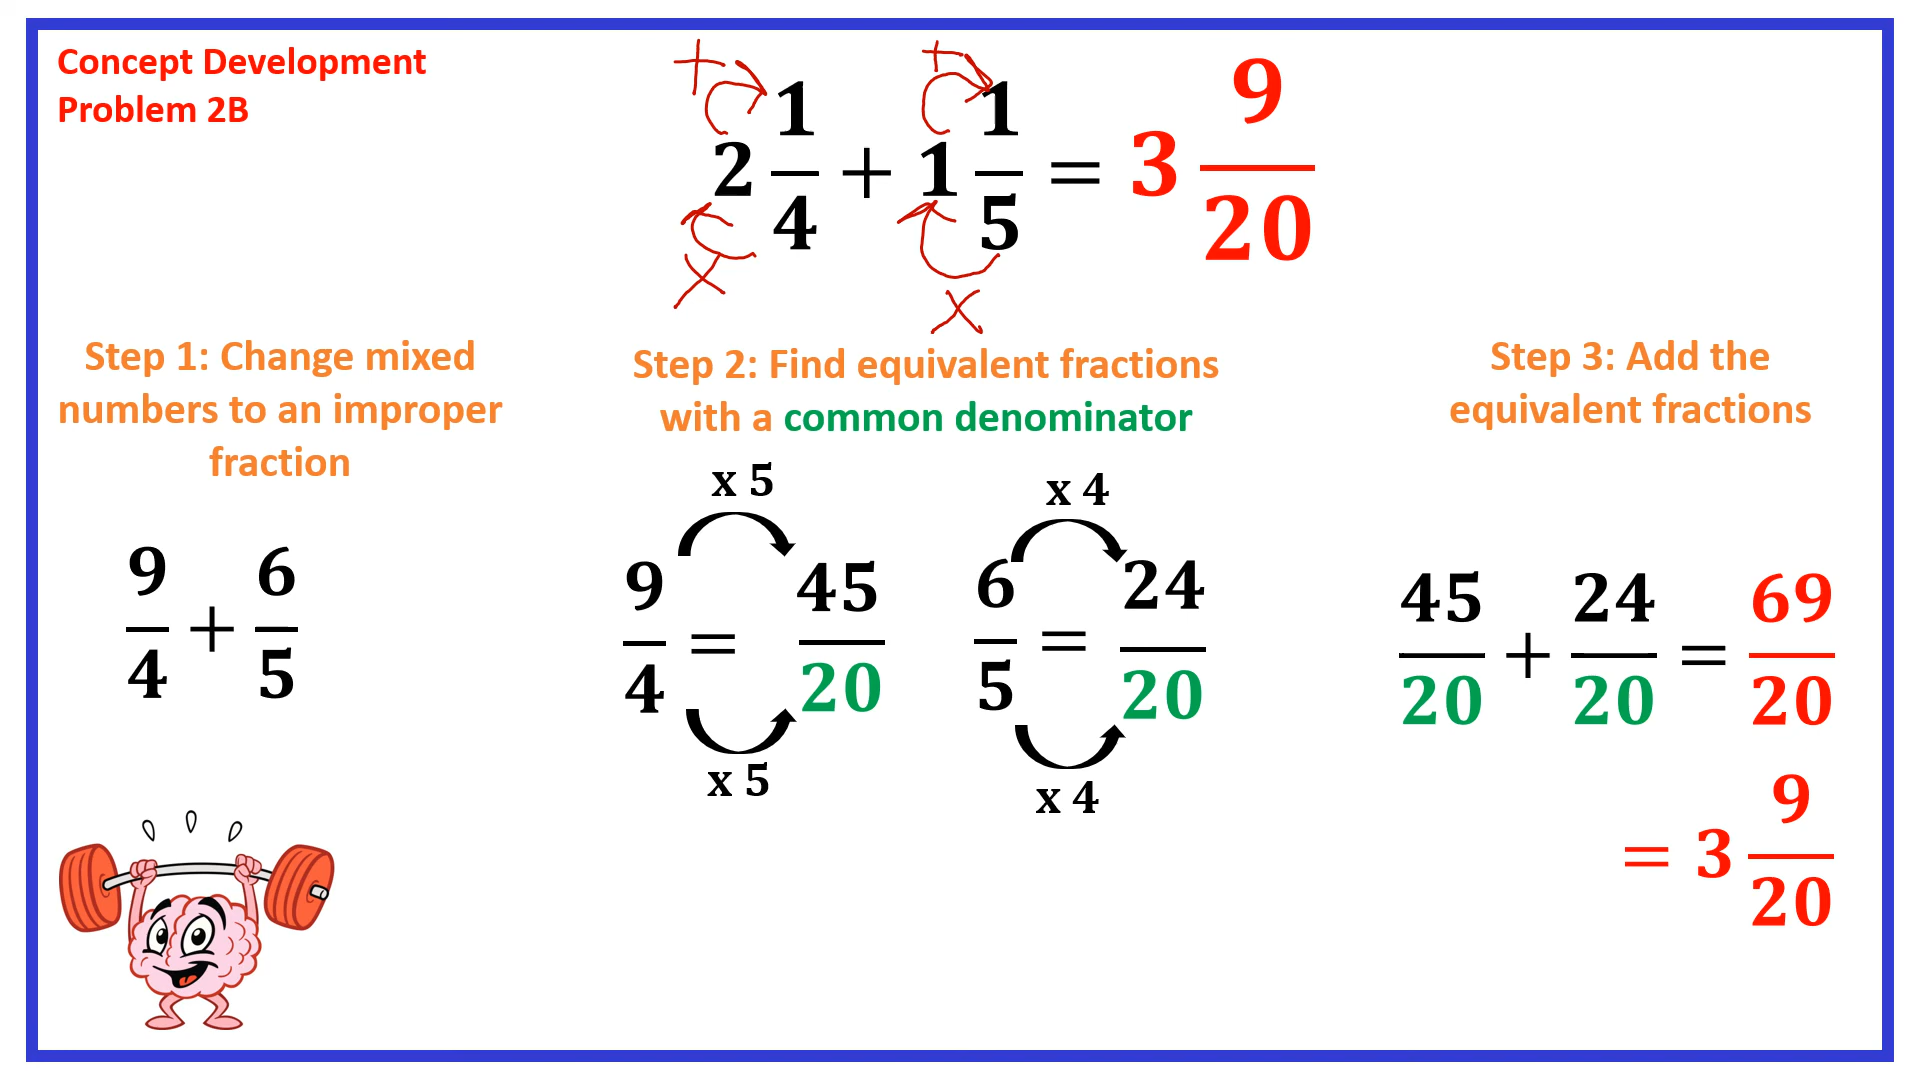 Concept Development
Problem 2B
2 1/4 + 1 1/5 = 3 9/20
+ +
x x
Step 1: Change mixed
numbers to an improper
fraction
9/4 + 6/5
Step 2: Find equivalent fractions
with a common denominator
x 5 x 4
9/4 = 45/20 6/5 = 24/20
x 5 x 4
Step 3: Add the
equivalent fractions
45/20 + 24/20 = 69/20
= 3 9/20